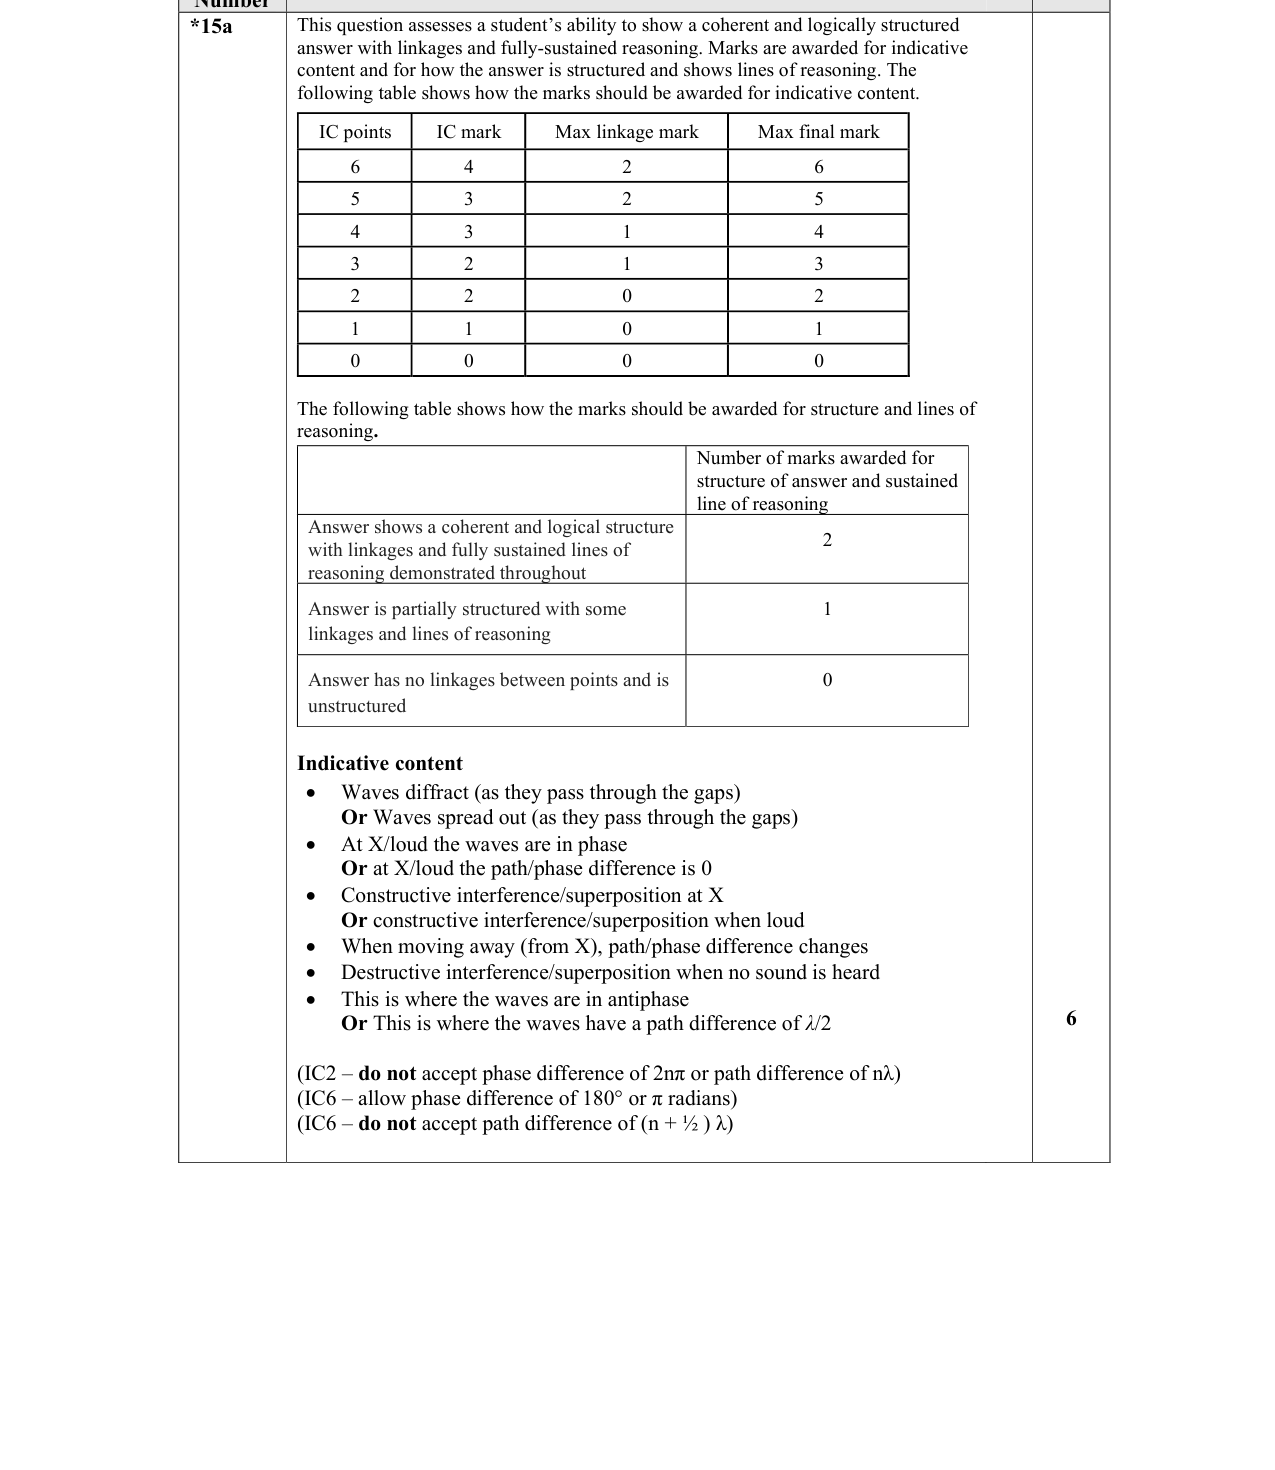 Number
*15a
This question assesses a student’s ability to show a coherent and logically structured
answer with linkages and fully-sustained reasoning. Marks are awarded for indicative
content and for how the answer is structured and shows lines of reasoning. The
following table shows how the marks should be awarded for indicative content.
IC points IC mark Max linkage mark Max final mark
6 4 2 6
5 3 2 5
4 3 1 4
3 2 1 3
2 2 0 2
1 1 0 1
0 0 0 0
The following table shows how the marks should be awarded for structure and lines of
reasoning.
Number of marks awarded for
structure of answer and sustained
line of reasoning
Answer shows a coherent and logical structure
with linkages and fully sustained lines of
reasoning demonstrated throughout
2
Answer is partially structured with some
linkages and lines of reasoning
1
Answer has no linkages between points and is
unstructured
0
Indicative content
• Waves diffract (as they pass through the gaps)
Or Waves spread out (as they pass through the gaps)
• At X/loud the waves are in phase
Or at X/loud the path/phase difference is 0
• Constructive interference/superposition at X
Or constructive interference/superposition when loud
• When moving away (from X), path/phase difference changes
• Destructive interference/superposition when no sound is heard
• This is where the waves are in antiphase
Or This is where the waves have a path difference of λ/2
6
(IC2 – do not accept phase difference of 2nπ or path difference of nλ)
(IC6 – allow phase difference of 180° or π radians)
(IC6 – do not accept path difference of (n + ½ ) λ)